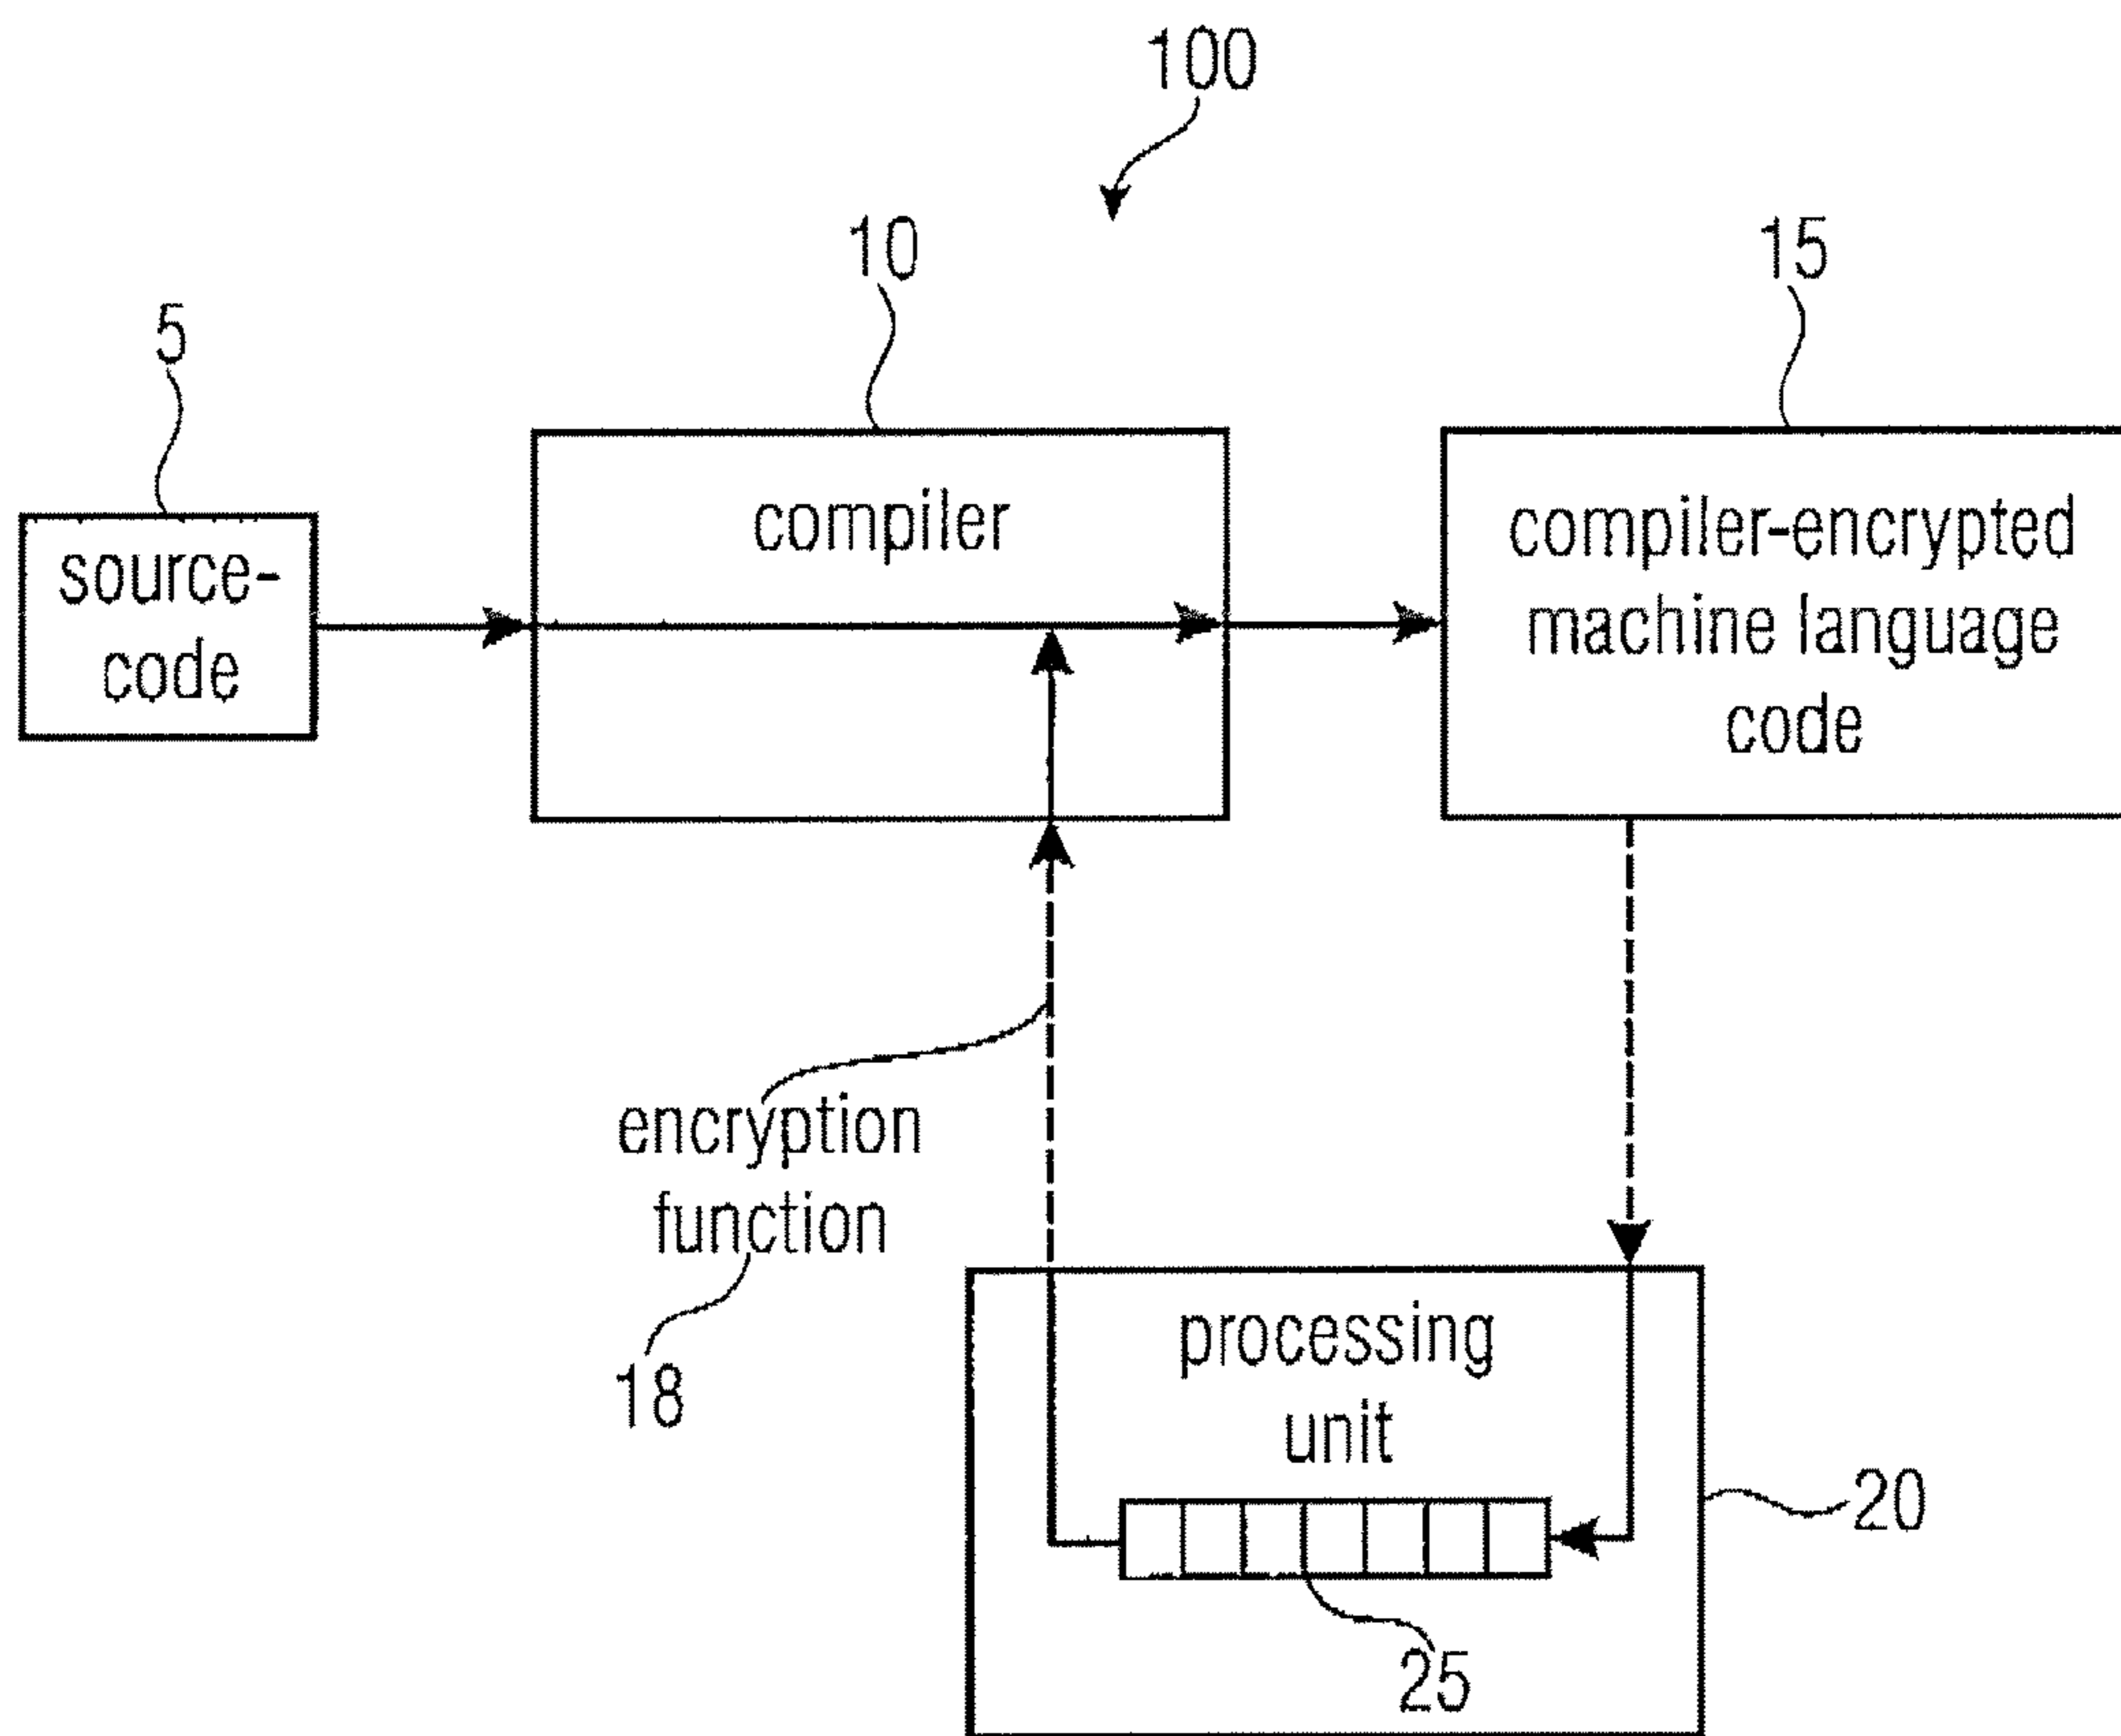 100
10
15
5
compiler
compiler-encrypted
machine language
code
source-
code
encryption
function
18
processing
unit
20
25